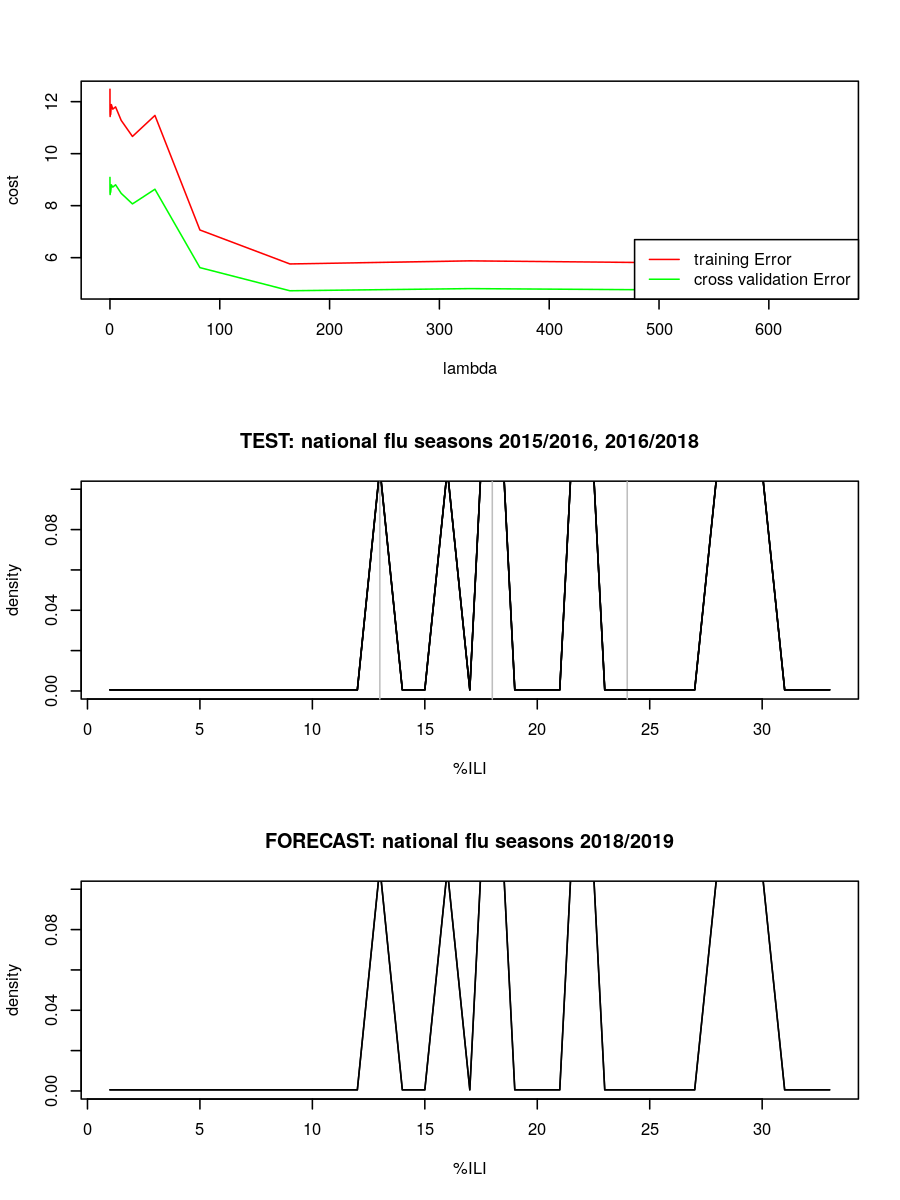 12
10
8
6
cost
training Error
cross validation Error
0 100 200 300 400 500 600
lambda
TEST: national flu seasons 2015/2016, 2016/2018
0.08
0.04
0.00
density
0 5 10 15 20 25 30
%ILI
FORECAST: national flu seasons 2018/2019
0.08
0.04
0.00
density
0 5 10 15 20 25 30
%ILI